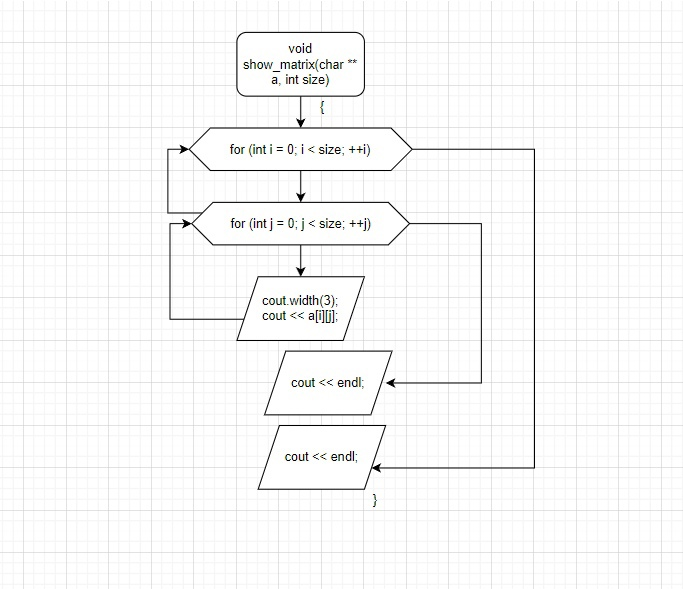 void
show_matrix(char **
a, int size)
{
for (int i = 0; i < size; ++i)
for (int j = 0; j < size; ++j)
cout.width(3);
cout << a[i][j];
cout << endl;
cout << endl;
}